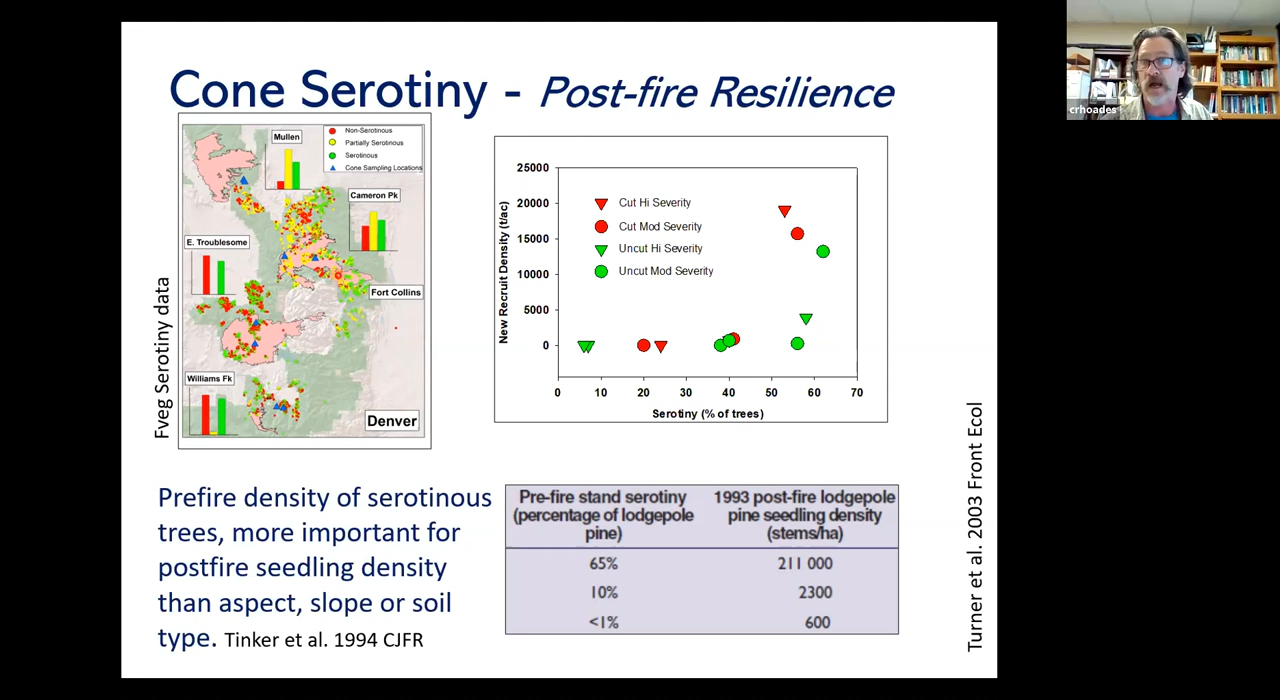 Cone Serotiny - Post-fire Resilience
Fveg Serotiny data
Mullen
Non-Serotinous
Partially Serotinous
Serotinous
Cone Sampling Locations
Cameron Pk
E. Troublesome
Fort Collins
Williams Fk
Denver
New Recruit Density (t/ac)
25000
20000
15000
10000
5000
0
Cut Hi Severity
Cut Mod Severity
Uncut Hi Severity
Uncut Mod Severity
0 10 20 30 40 50 60 70
Serotiny (% of trees)
Prefire density of serotinous
trees, more important for
postfire seedling density
than aspect, slope or soil
type. Tinker et al. 1994 CJFR
Pre-fire stand serotiny
(percentage of lodgepole
pine)
1993 post-fire lodgepole
pine seedling density
(stems/ha)
65% 211 000
10% 2300
<1% 600
Turner et al. 2003 Front Ecol
crhoades